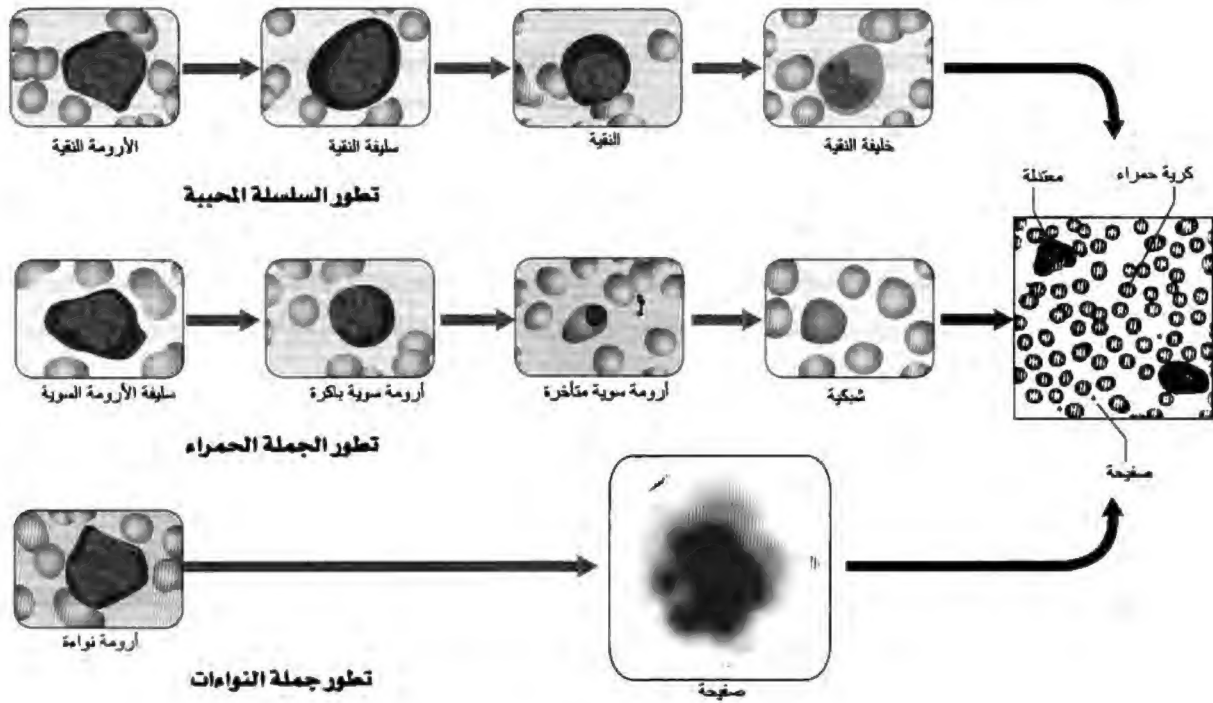 الأرومة النقية
سليفة النقية
النقية
خليفة النقية
تطور السلسلة المحببة
معتدلة
كرية حمراء
سليفة الأرومة السوية
أرومة سوية باكرة
أرومة سوية متأخرة
شبكية
تطور الجملة الحمراء
صفيحة
أرومة نواءة
صفيحة
تطور جملة النواءات